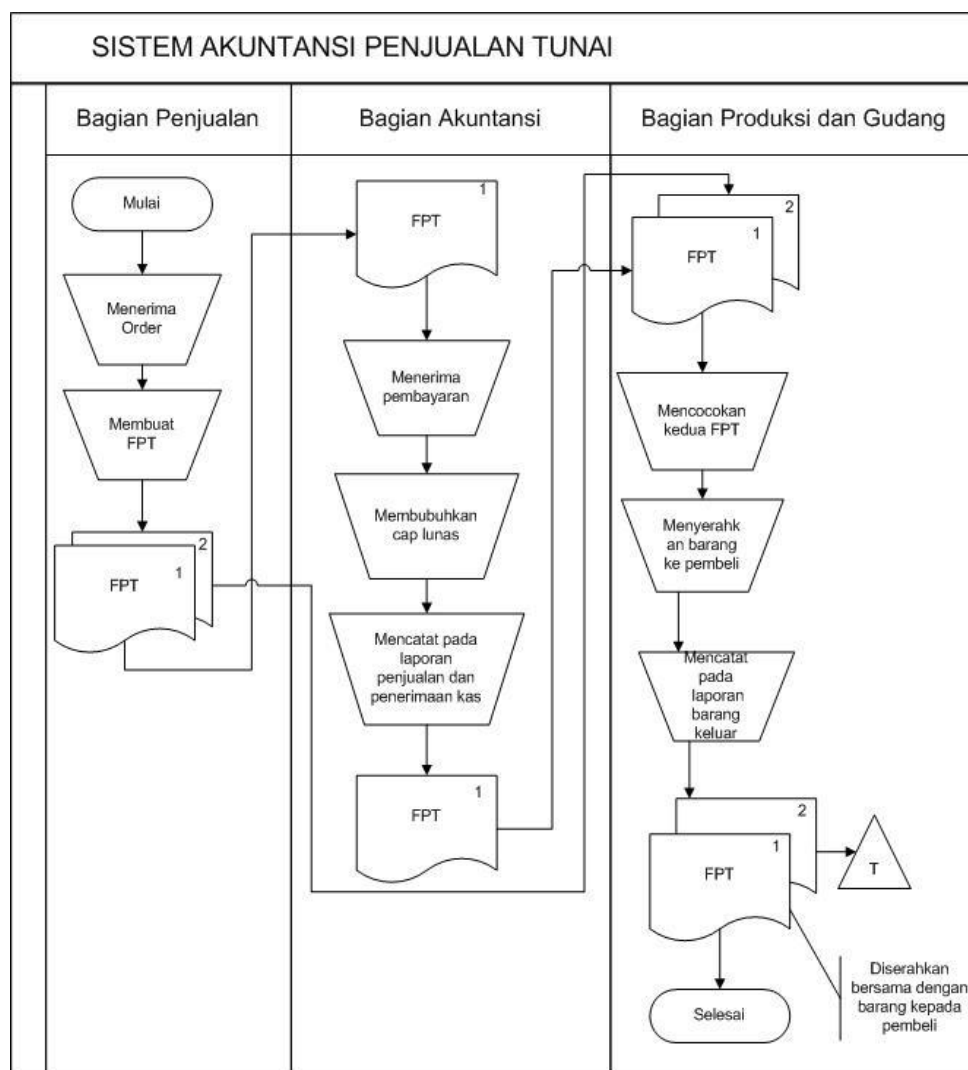 SISTEM AKUNTANSI PENJUALAN TUNAI
Bagian Penjualan
Bagian Akuntansi
Bagian Produksi dan Gudang
Mulai
Menerima
Order
Membuat
FPT
2
1
FPT
1
FPT
Menerima
pembayaran
Membubuhkan
cap lunas
Mencatat pada
laporan
penjualan dan
penerimaan kas
1
FPT
2
1
FPT
Mencocokan
kedua FPT
Menyerahk
an barang
ke pembeli
Mencatat
pada
laporan
barang
keluar
2
1
FPT
T
Diserahkan
bersama dengan
barang kepada
pembeli
Selesai